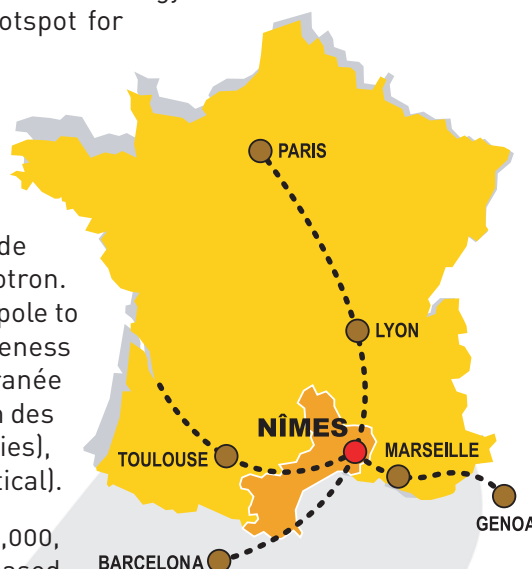 otspot for
de
otron.
pole to
eness
ranée
n des
ies),
tical).
,000,
PARIS
LYON
NÎMES
TOULOUSE
MARSEILLE
GENOA
BARCELONA